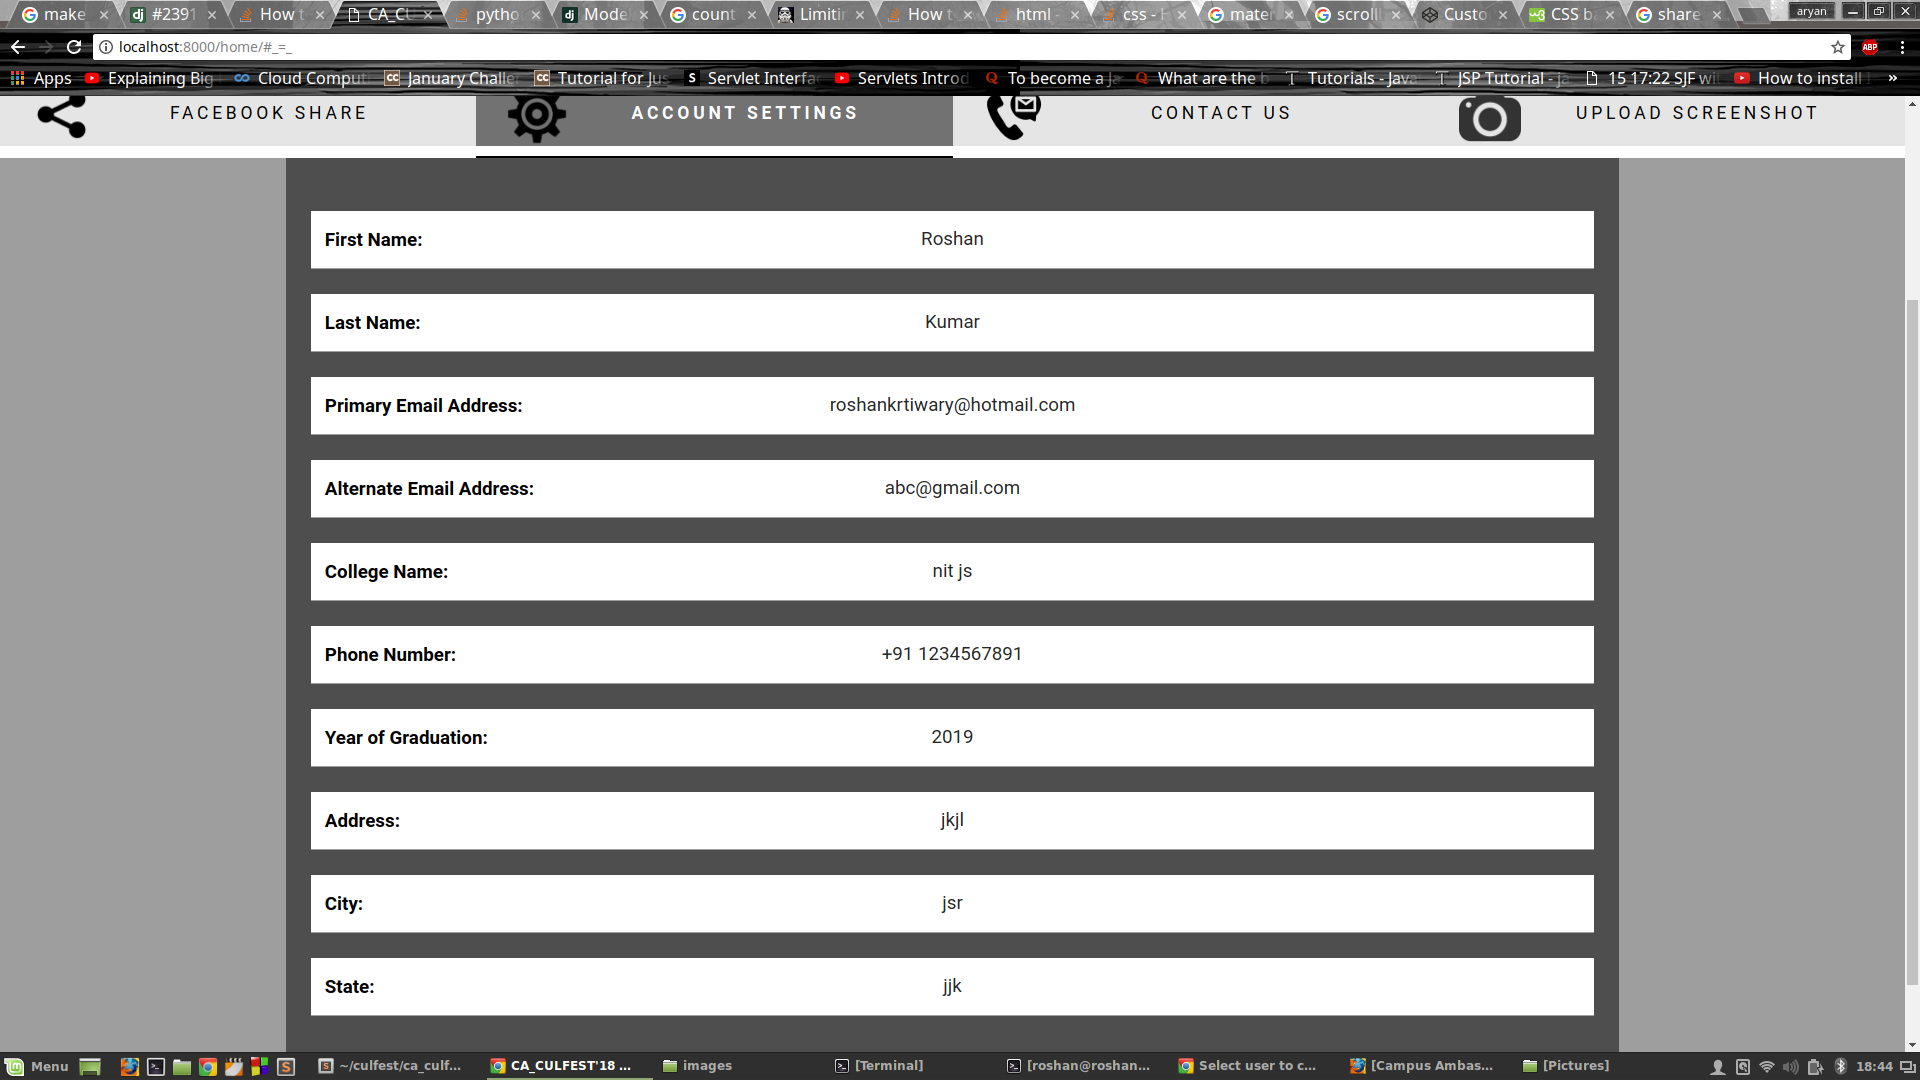 make
#2391
How t
CA_CU
pytho
Mode
count
Limitin
How t
html -
css - H
mater
scroll
Custo
CSS ba
share
aryan
localhost:8000/home/#_=_
ABP
Apps
Explaining Big
Cloud Comput
January Challe
Tutorial for Jus
Servlet Interfa
Servlets Introd
To become a Ja
What are the b
Tutorials - Java
JSP Tutorial - ja
15 17:22 SJF wi
How to install
»
FACEBOOK SHARE
ACCOUNT SETTINGS
CONTACT US
UPLOAD SCREENSHOT
First Name: Roshan
Last Name: Kumar
Primary Email Address: roshankrtiwary@hotmail.com
Alternate Email Address: abc@gmail.com
College Name: nit js
Phone Number: +91 1234567891
Year of Graduation: 2019
Address: jkjl
City: jsr
State: jjk
Menu
~/culfest/ca_culf...
CA_CULFEST'18 ...
images
[Terminal]
[roshan@roshan...
Select user to c...
[Campus Ambas...
[Pictures]
18:44